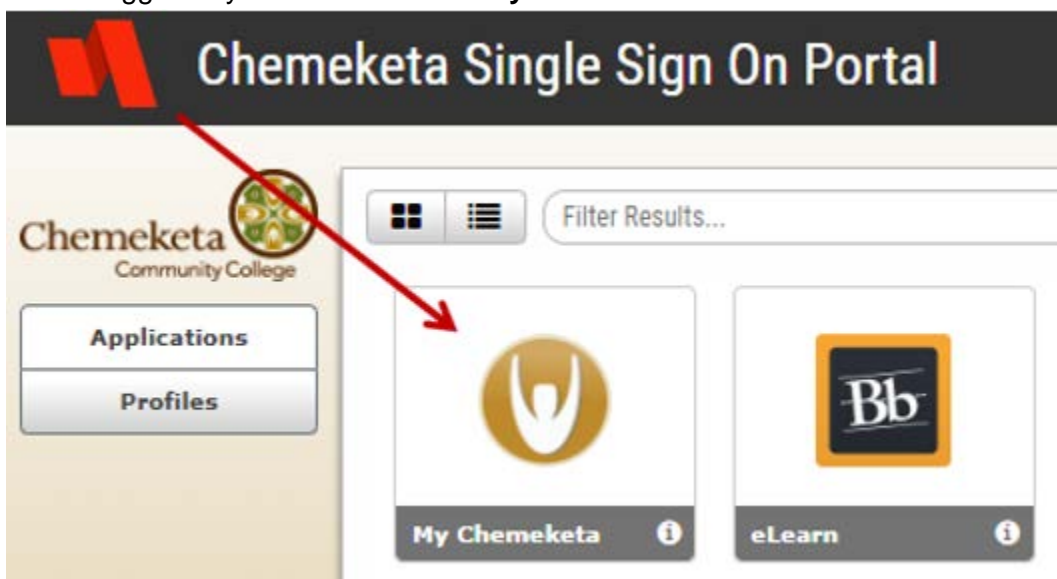 Chemeketa Single Sign On Portal
Chemeketa
Community College
Filter Results...
Applications
Profiles
Bb
My Chemeketa
eLearn